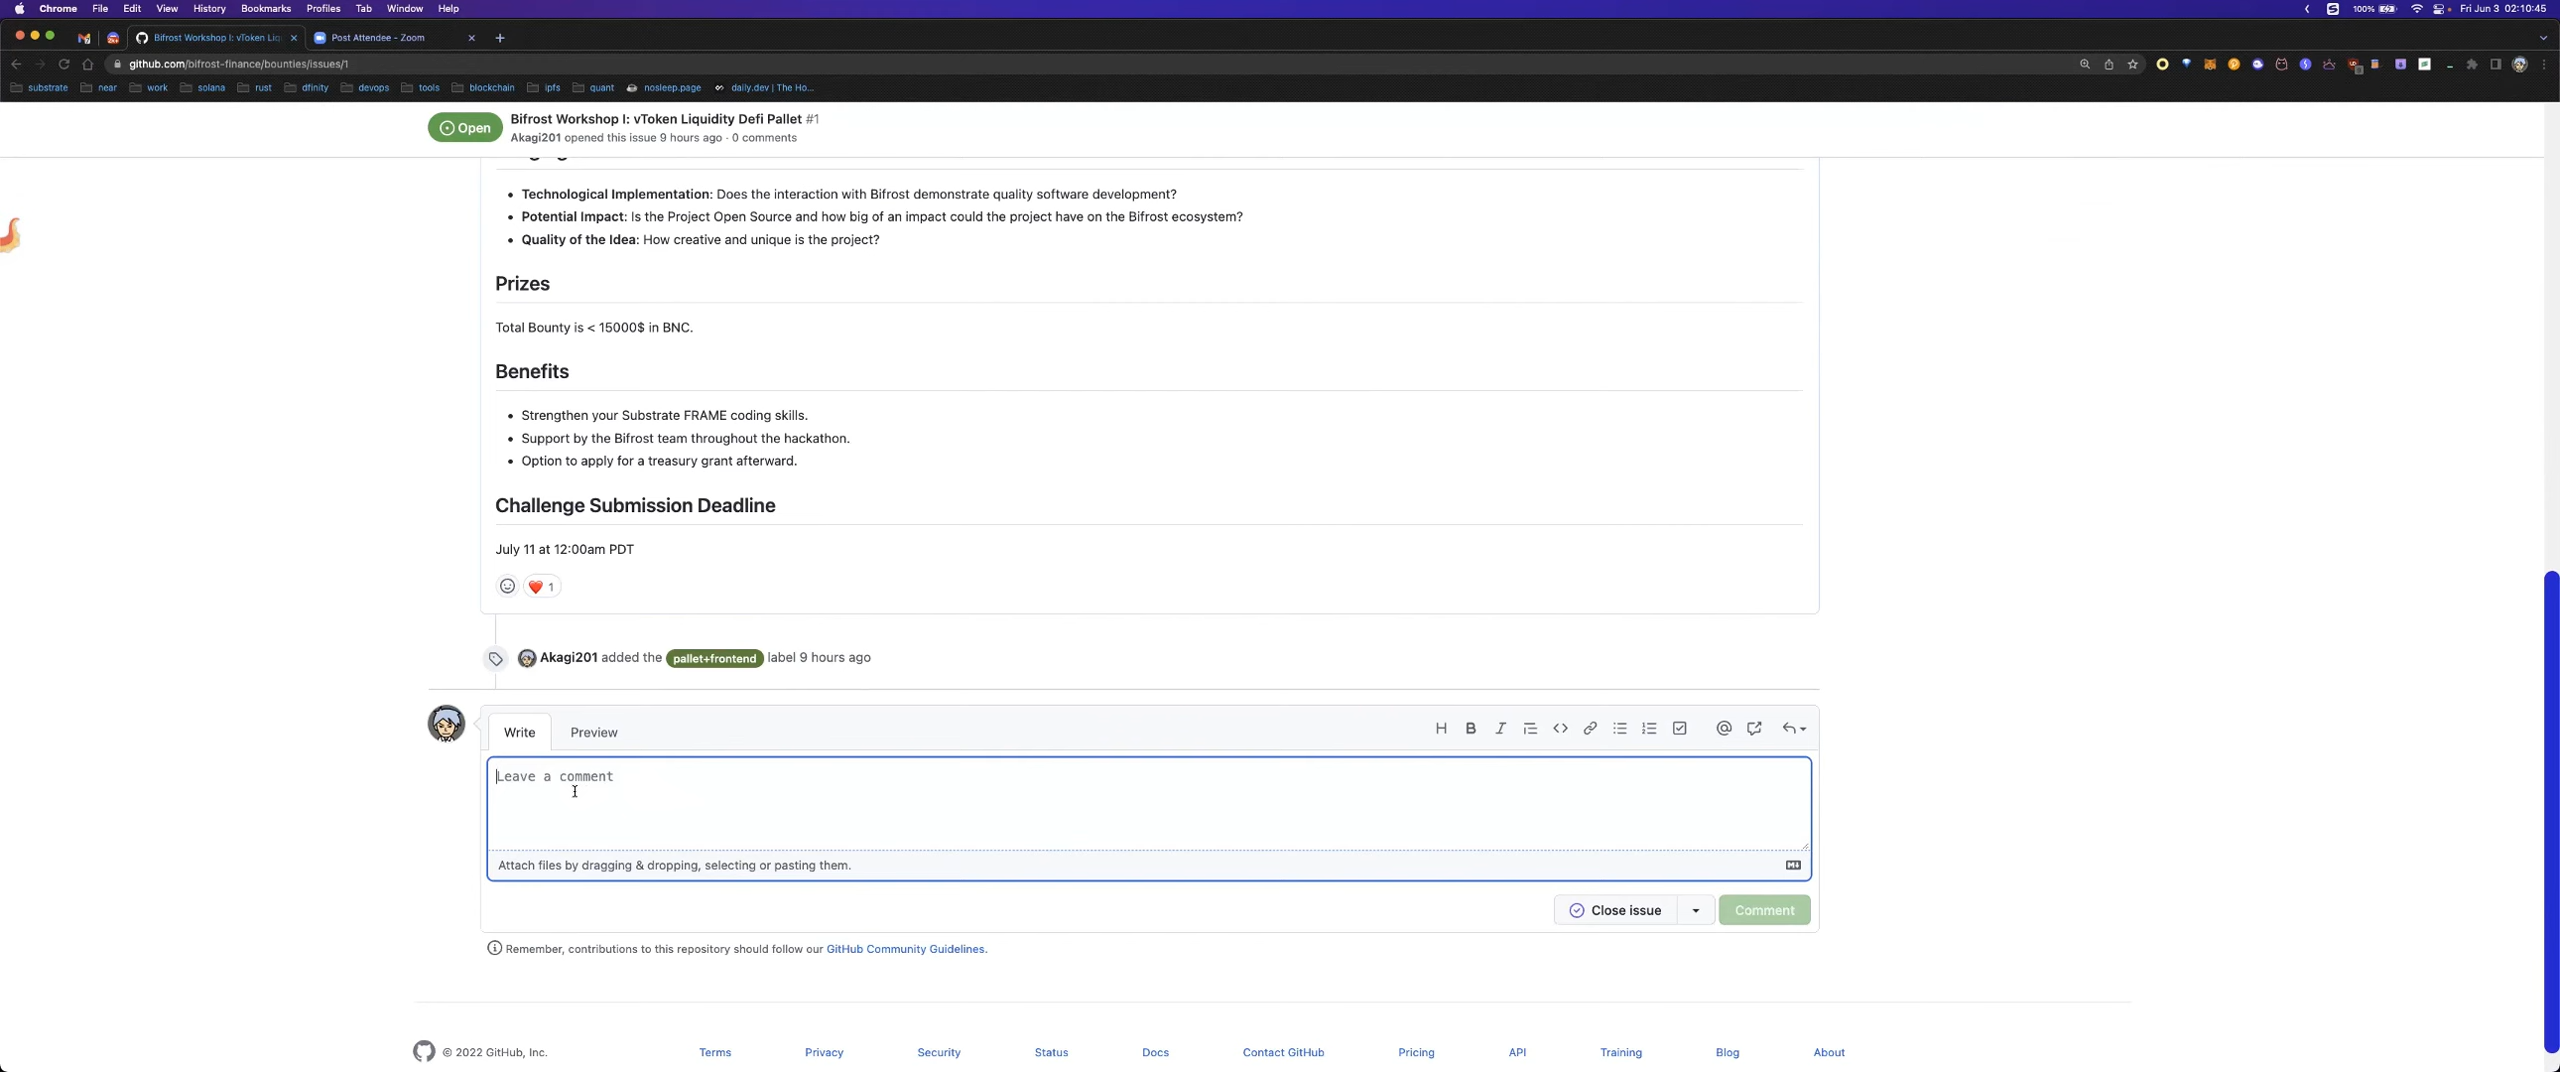 Chrome File Edit View History Bookmarks Profiles Tab Window Help
100% Fri Jun 3 02:10:45
Bifrost Workshop I: vToken Liq
Post Attendee - Zoom
github.com/bifrost-finance/bounties/issues/1
substrate near work solana rust dfinity devops tools blockchain ipfs quant nosleep.page daily.dev | The Ho...
Open
Bifrost Workshop I: vToken Liquidity Defi Pallet #1
Akagi201 opened this issue 9 hours ago · 0 comments
• Technological Implementation: Does the interaction with Bifrost demonstrate quality software development?
• Potential Impact: Is the Project Open Source and how big of an impact could the project have on the Bifrost ecosystem?
• Quality of the Idea: How creative and unique is the project?
Prizes
Total Bounty is < 15000$ in BNC.
Benefits
• Strengthen your Substrate FRAME coding skills.
• Support by the Bifrost team throughout the hackathon.
• Option to apply for a treasury grant afterward.
Challenge Submission Deadline
July 11 at 12:00am PDT
1
Akagi201 added the pallet+frontend label 9 hours ago
Write Preview
Leave a comment
Attach files by dragging & dropping, selecting or pasting them.
Close issue Comment
Remember, contributions to this repository should follow our GitHub Community Guidelines.
© 2022 GitHub, Inc. Terms Privacy Security Status Docs Contact GitHub Pricing API Training Blog About